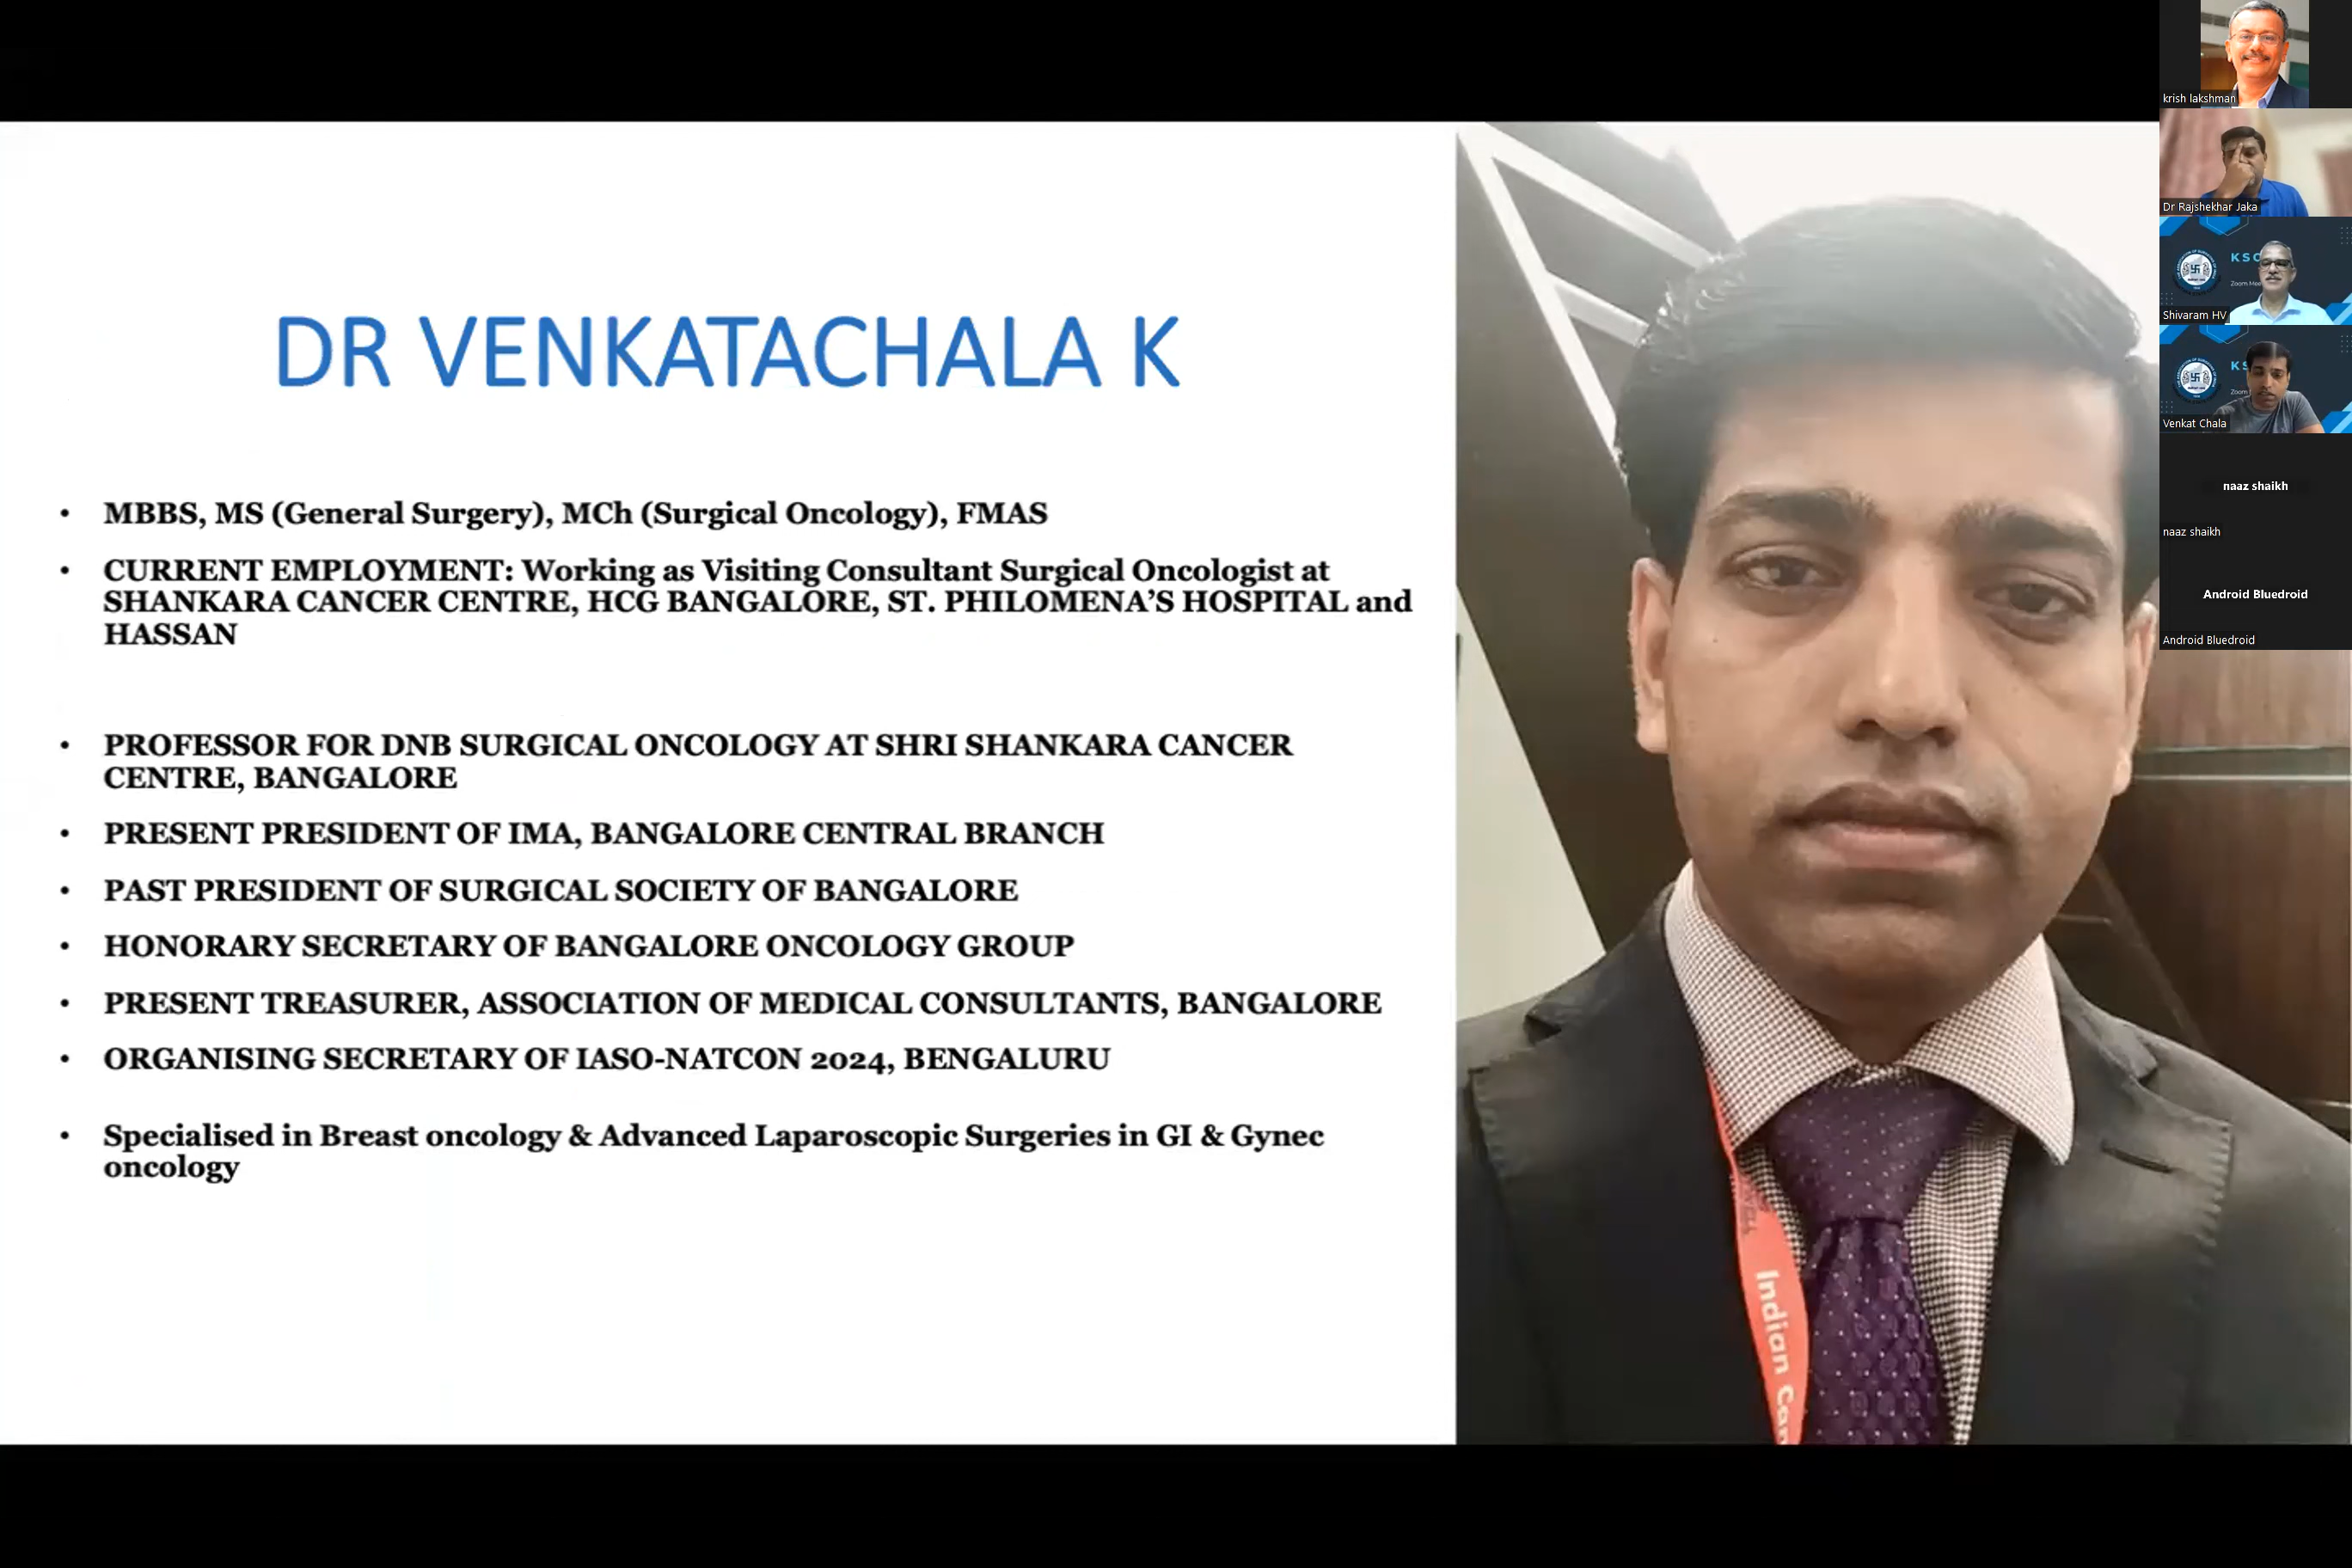 DR VENKATACHALA K
• MBBS, MS (General Surgery), MCh (Surgical Oncology), FMAS
• CURRENT EMPLOYMENT: Working as Visiting Consultant Surgical Oncologist at
SHANKARA CANCER CENTRE, HCG BANGALORE, ST. PHILOMENA'S HOSPITAL and
HASSAN
• PROFESSOR FOR DNB SURGICAL ONCOLOGY AT SHRI SHANKARA CANCER
CENTRE, BANGALORE
• PRESENT PRESIDENT OF IMA, BANGALORE CENTRAL BRANCH
• PAST PRESIDENT OF SURGICAL SOCIETY OF BANGALORE
• HONORARY SECRETARY OF BANGALORE ONCOLOGY GROUP
• PRESENT TREASURER, ASSOCIATION OF MEDICAL CONSULTANTS, BANGALORE
• ORGANISING SECRETARY OF IASO-NATCON 2024, BENGALURU
• Specialised in Breast oncology & Advanced Laparoscopic Surgeries in GI & Gynec
oncology
Indian
krish lakshman
Dr Rajshekhar Jaka
Shivaram HV
Venkat Chala
naaz shaikh
naaz shaikh
Android Bluedroid
Android Bluedroid